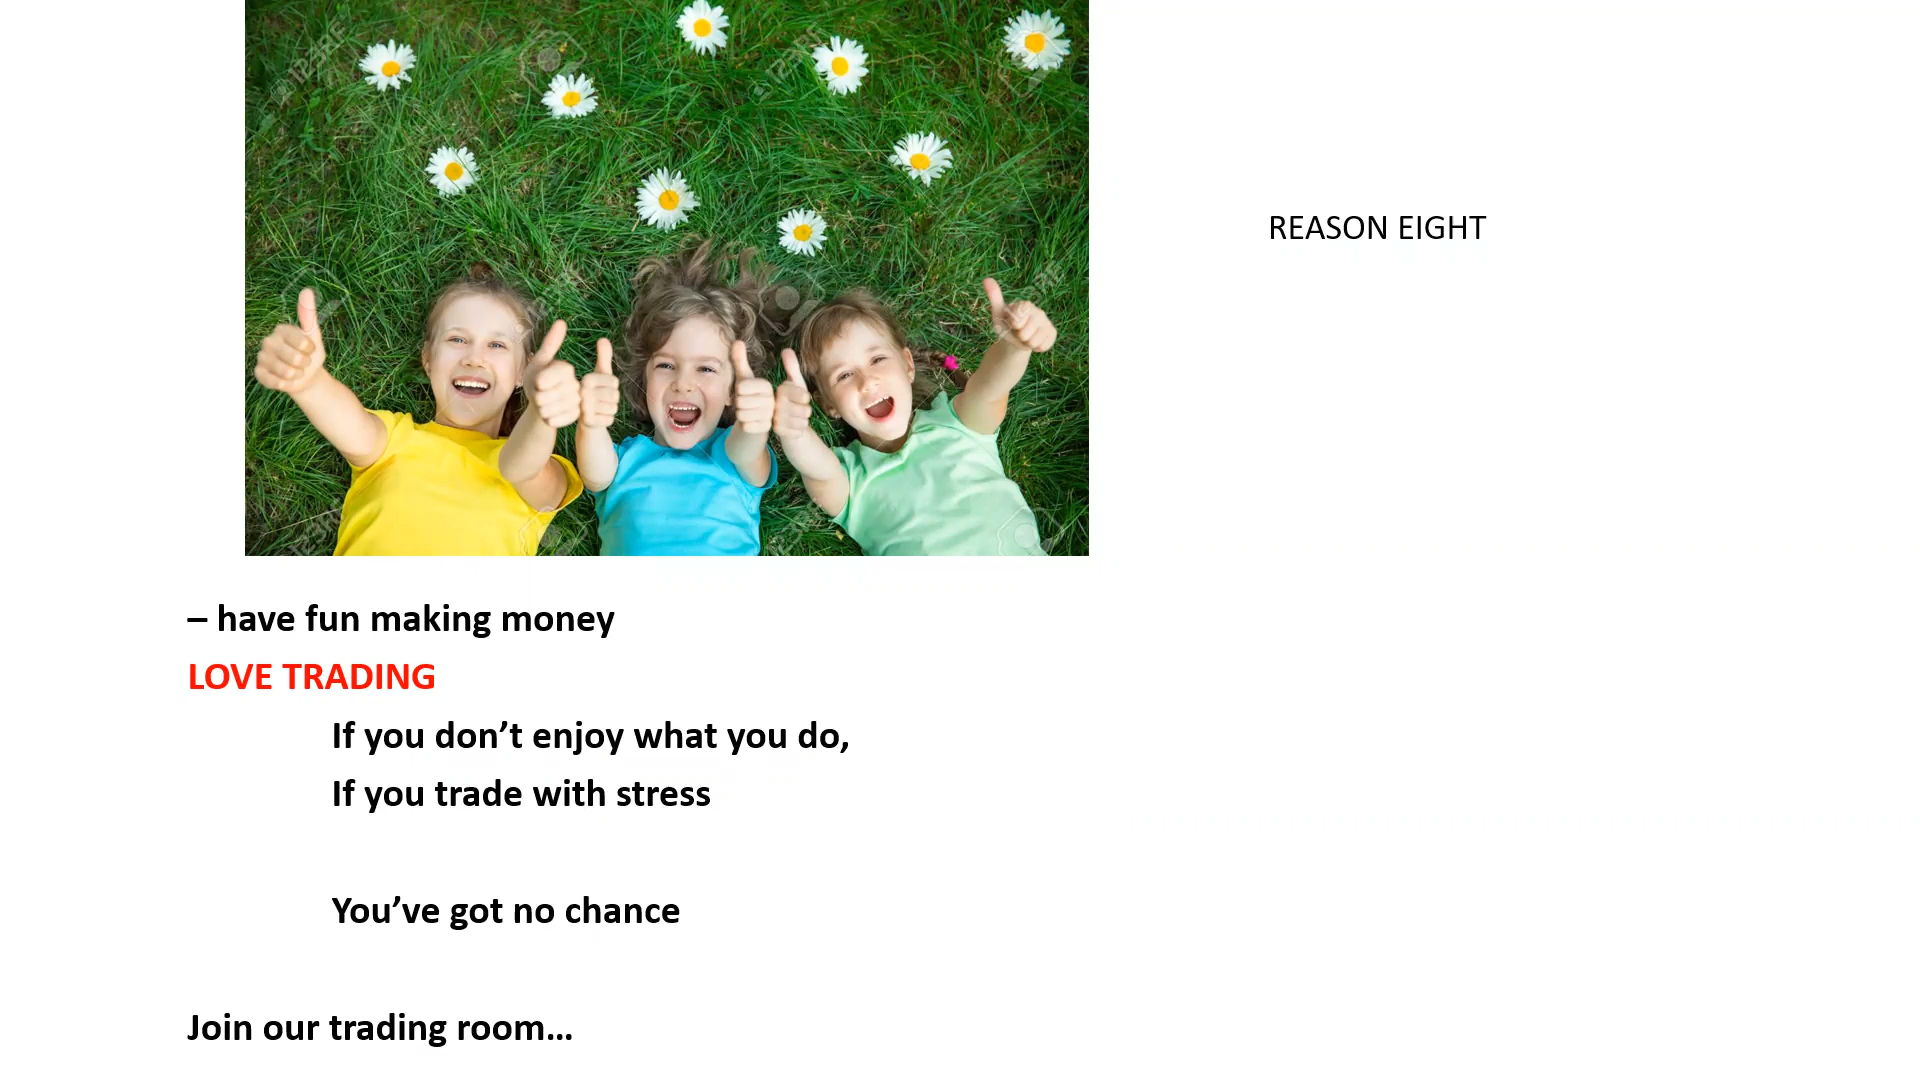 REASON EIGHT
– have fun making money
LOVE TRADING
If you don’t enjoy what you do,
If you trade with stress
You’ve got no chance
Join our trading room...